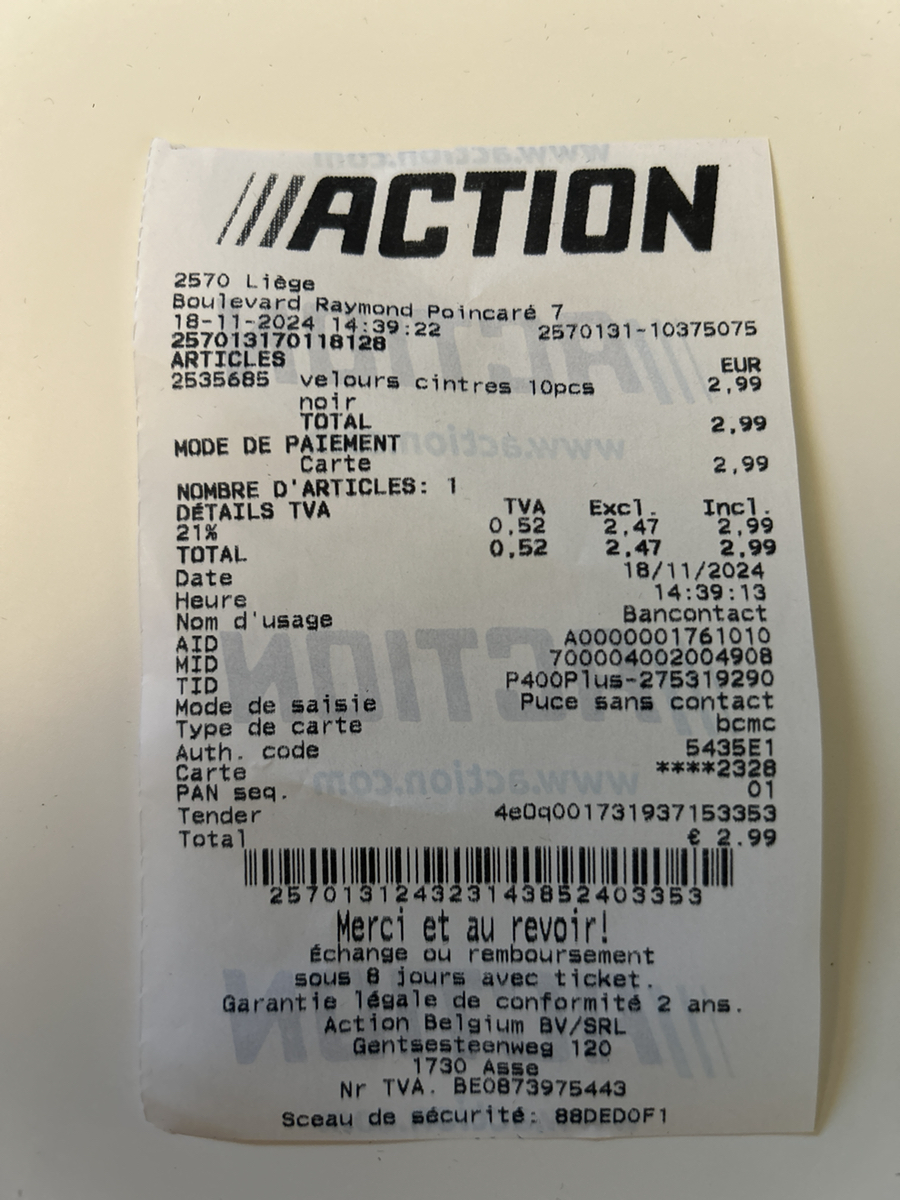 ///ACTION
2570 Liège
Boulevard Raymond Poincaré 7
18-11-2024 14:39:22 2570131-10375075
257013170118128
ARTICLES EUR
2535685 velours cintres 10pcs 2,99
noir
TOTAL 2,99
MODE DE PAIEMENT
Carte 2,99
NOMBRE D'ARTICLES: 1
DÉTAILS TVA TVA Excl. Incl.
21% 0,52 2,47 2,99
TOTAL 0,52 2,47 2,99
Date 18/11/2024
Heure 14:39:13
Nom d'usage Bancontact
AID A0000001761010
MID 700004002004908
TID P400Plus-275319290
Mode de saisie Puce sans contact
Type de carte bcmc
Auth. code 5435E1
Carte ****2328
PAN seq. 01
Tender 4e0q001731937153353
Total € 2.99
257013124323143852403353
Merci et au revoir!
Échange ou remboursement
sous 8 jours avec ticket.
Garantie légale de conformité 2 ans.
Action Belgium BV/SRL
Gentsesteenweg 120
1730 Asse
Nr TVA. BE0873975443
Sceau de sécurité: 88DED0F1